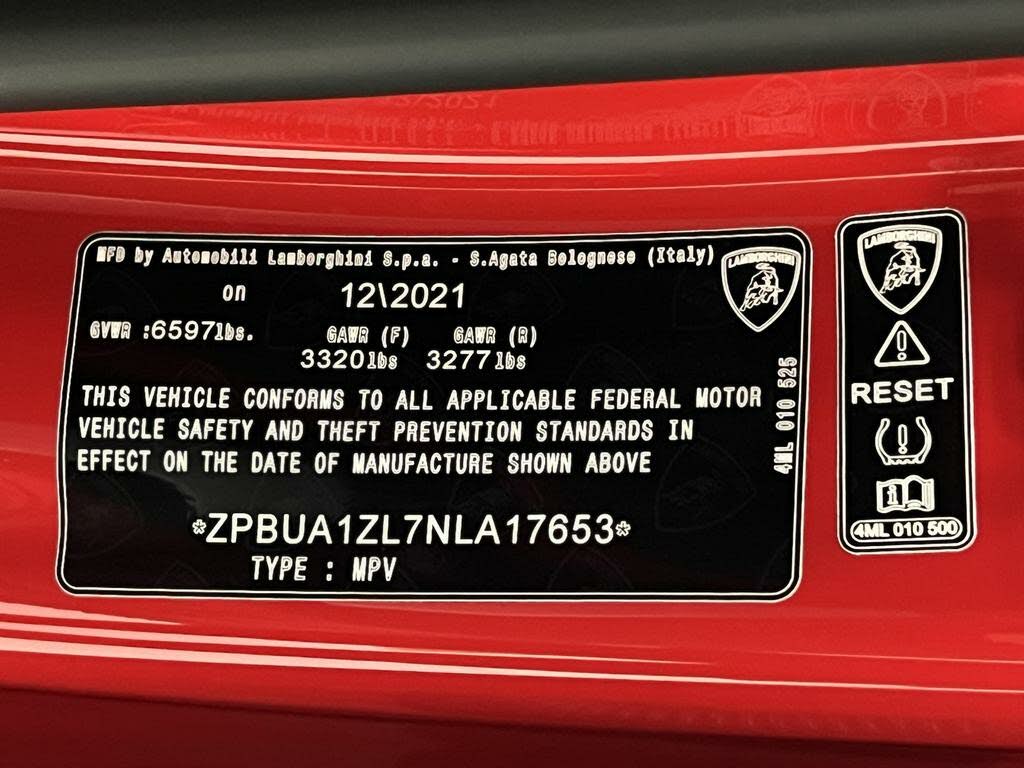 MFD by Automobili Lamborghini S.p.a. - S.Agata Bolognese (Italy)
on 12\2021
GVWR :6597lbs. GAWR (F) GAWR (R)
3320lbs 3277lbs
THIS VEHICLE CONFORMS TO ALL APPLICABLE FEDERAL MOTOR
VEHICLE SAFETY AND THEFT PREVENTION STANDARDS IN
EFFECT ON THE DATE OF MANUFACTURE SHOWN ABOVE
*ZPBUA1ZL7NLA17653*
TYPE : MPV
LAMBORGHINI
4ML 010 525
LAMBORGHINI
RESET
4ML 010 500